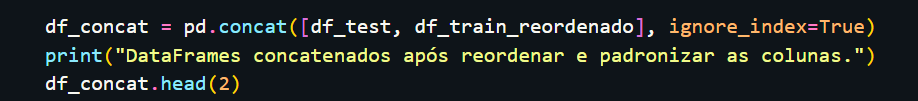 df_concat = pd.concat([df_test, df_train_reordenado], ignore_index=True)
print("DataFrames concatenados após reordenar e padronizar as colunas.")
df_concat.head(2)